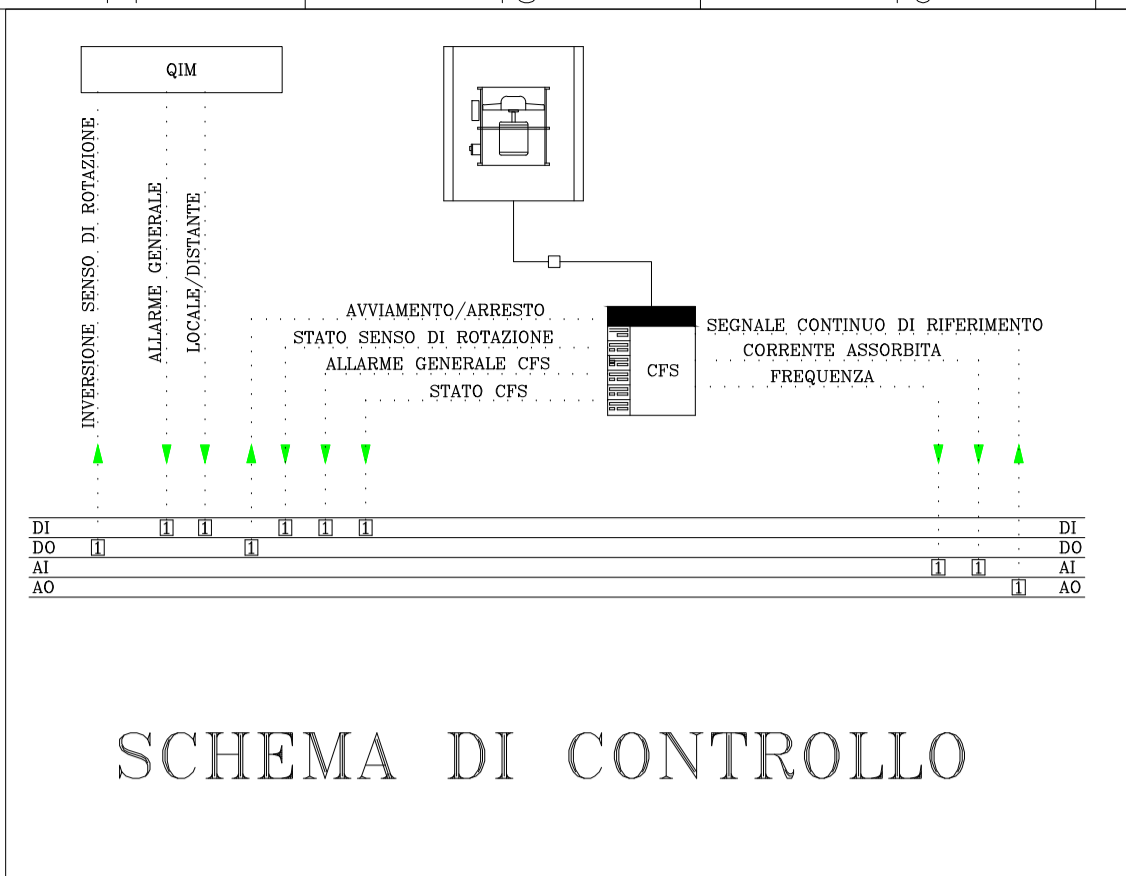 QIM
INVERSIONE SENSO DI ROTAZIONE
ALLARME GENERALE
LOCALE/DISTANTE
AVVIAMENTO/ARRESTO
STATO SENSO DI ROTAZIONE
ALLARME GENERALE CFS
STATO CFS
CFS
SEGNALE CONTINUO DI RIFERIMENTO
CORRENTE ASSORBITA
FREQUENZA
DI 1 1 1 1 1 DI
DO 1 1 DO
AI 1 1 AI
AO 1 AO
SCHEMA DI CONTROLLO